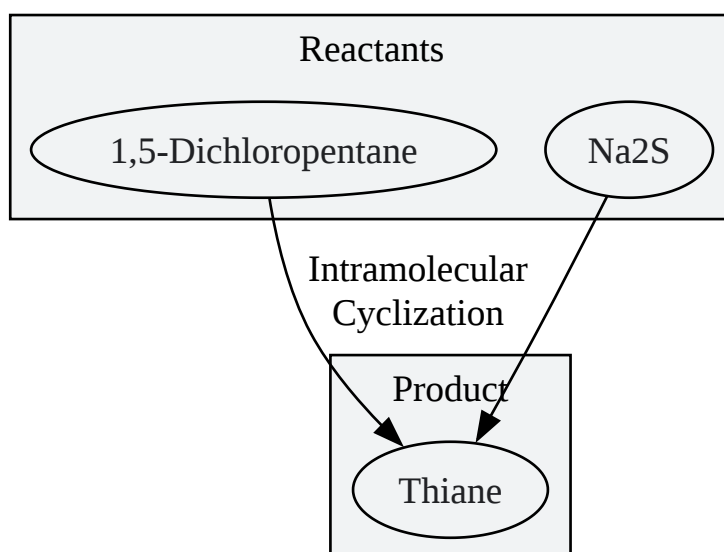 Reactants
1,5-Dichloropentane
Na2S
Intramolecular
Cyclization
Product
Thiane